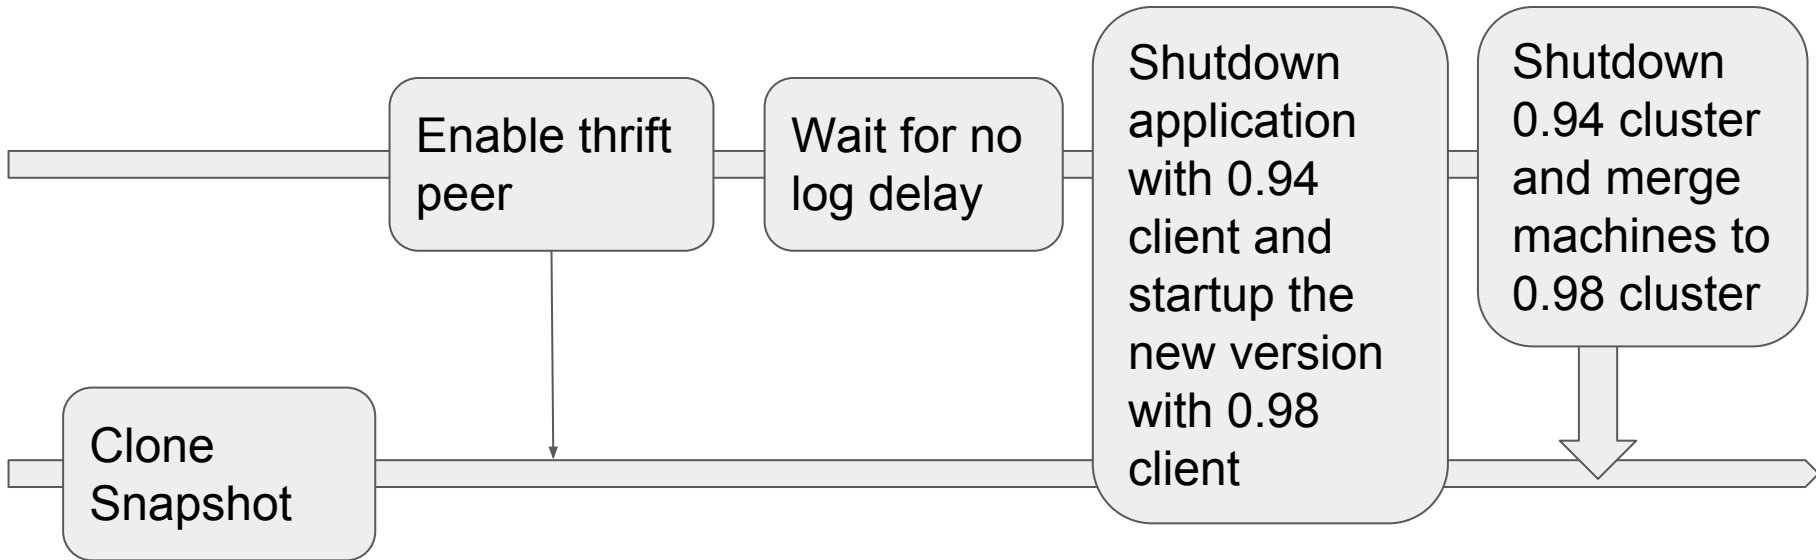 Enable thrift
peer
Wait for no
log delay
Shutdown
application
with 0.94
client and
startup the
new version
with 0.98
client
Shutdown
0.94 cluster
and merge
machines to
0.98 cluster
Clone
Snapshot